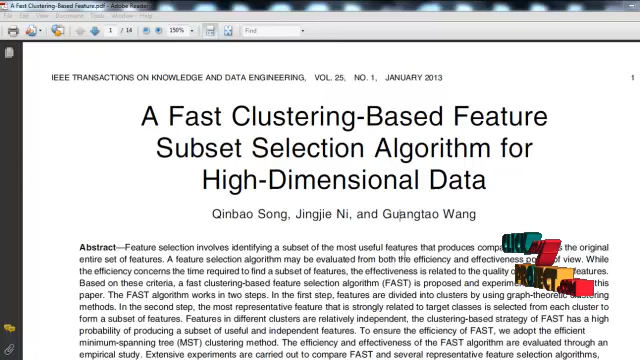 A Fast Clustering-Based Feature.pdf - Adobe Reader
File Edit View Document Tools Window Help
1 / 14 150% Find
IEEE TRANSACTIONS ON KNOWLEDGE AND DATA ENGINEERING, VOL. 25, NO. 1, JANUARY 2013 1
A Fast Clustering-Based Feature
Subset Selection Algorithm for
High-Dimensional Data
Qinbao Song, Jingjie Ni, and Guangtao Wang
Abstract—Feature selection involves identifying a subset of the most useful features that produces the original
entire set of features. A feature selection algorithm may be evaluated from both the efficiency and effectiveness of view. While
the efficiency concerns the time required to find a subset of features, the effectiveness is related to the quality features.
Based on these criteria, a fast clustering-based feature selection algorithm (FAST) is proposed and this
paper. The FAST algorithm works in two steps. In the first step, features are divided into clusters by using graph-theoretic clustering
methods. In the second step, the most representative feature that is strongly related to target classes is selected from each cluster to
form a subset of features. Features in different clusters are relatively independent, the clustering-based strategy of FAST has a high
probability of producing a subset of useful and independent features. To ensure the efficiency of FAST, we adopt the efficient
minimum-spanning tree (MST) clustering method. The efficiency and effectiveness of the FAST algorithm are evaluated through an
empirical study. Extensive experiments are carried out to compare FAST and several representative feature selection algorithms,
CLICK
MY
PROJECT